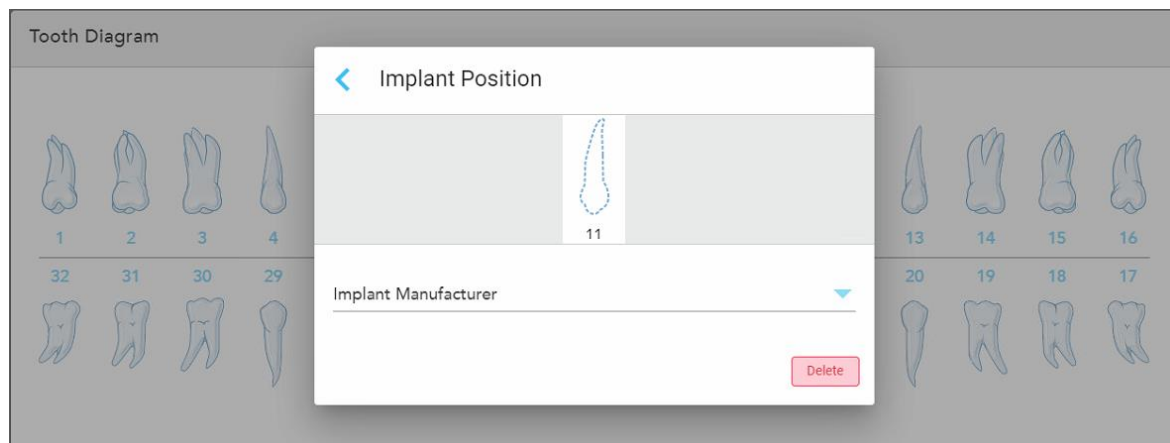 Tooth Diagram
Implant Position
11
1 2 3 4 13 14 15 16
32 31 30 29 20 19 18 17
Implant Manufacturer
Delete